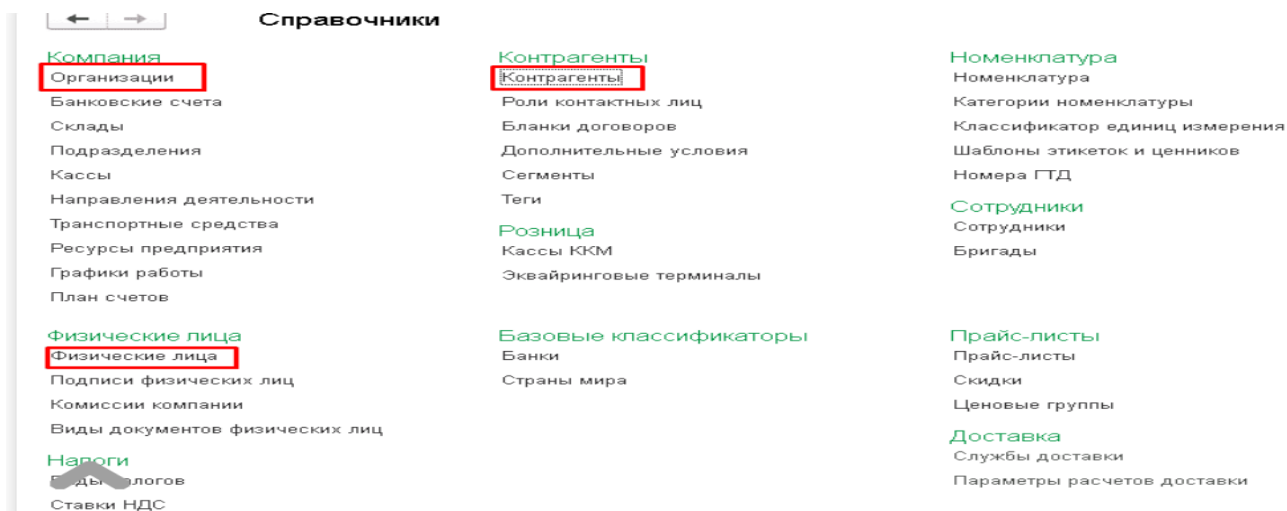 Справочники
Компания
Организации
Банковские счета
Склады
Подразделения
Кассы
Направления деятельности
Транспортные средства
Ресурсы предприятия
Графики работы
План счетов
Контрагенты
Контрагенты
Роли контактных лиц
Бланки договоров
Дополнительные условия
Сегменты
Теги
Розница
Кассы ККМ
Эквайринговые терминалы
Номенклатура
Номенклатура
Категории номенклатуры
Классификатор единиц измерения
Шаблоны этикеток и ценников
Номера ГТД
Сотрудники
Сотрудники
Бригады
Физические лица
Физические лица
Подписи физических лиц
Комиссии компании
Виды документов физических лиц
Налоги
Ставки НДС
Базовые классификаторы
Банки
Страны мира
Прайс-листы
Прайс-листы
Скидки
Ценовые группы
Доставка
Службы доставки
Параметры расчетов доставки